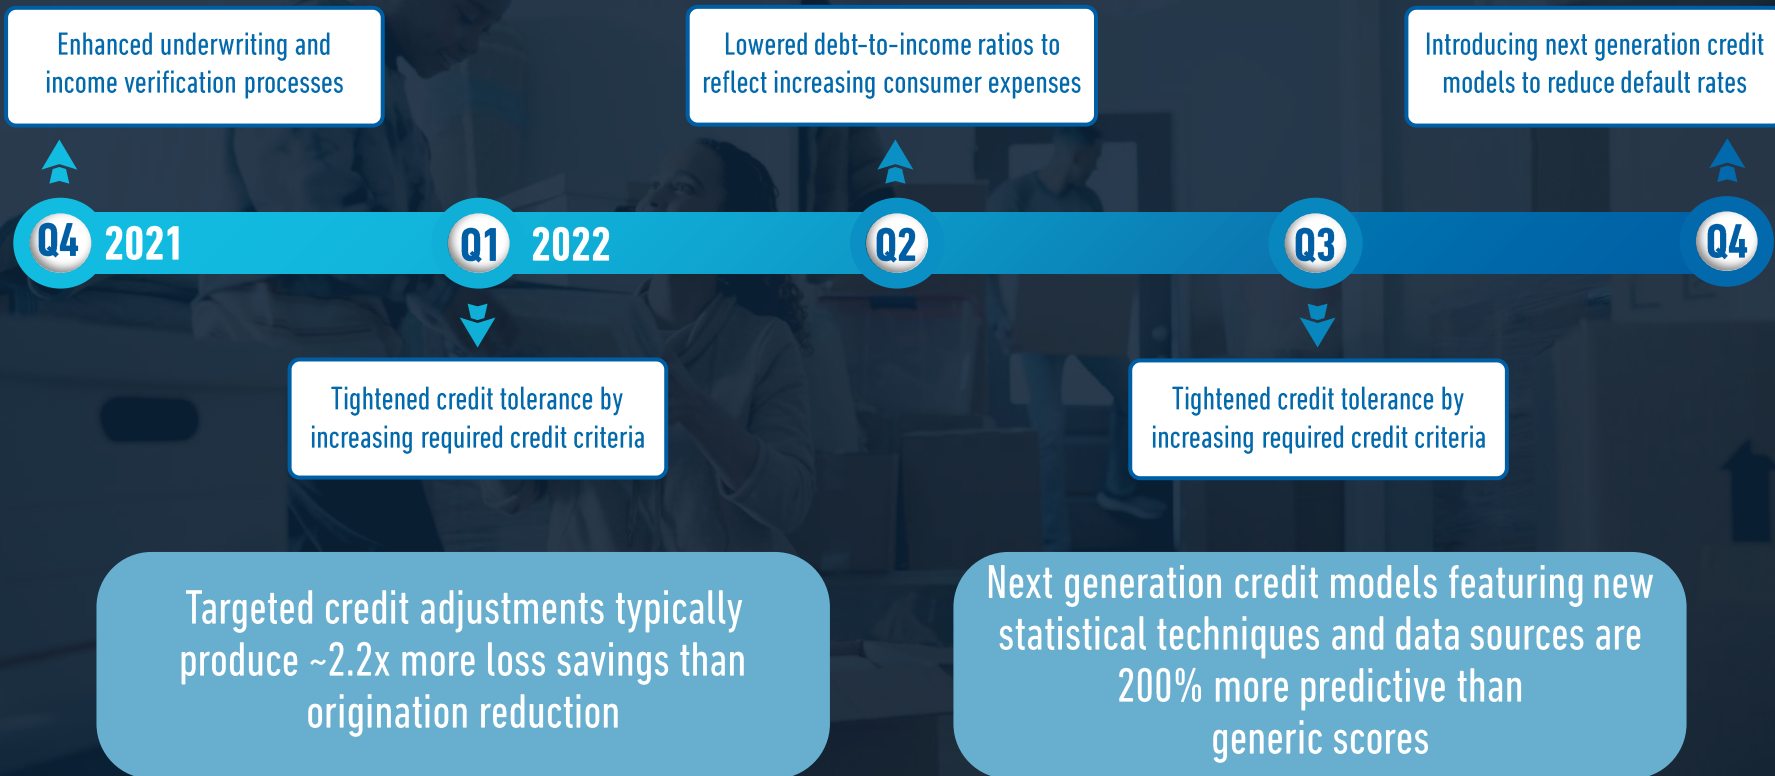 Enhanced underwriting and
income verification processes
Lowered debt-to-income ratios to
reflect increasing consumer expenses
Introducing next generation credit
models to reduce default rates
Q4 2021
Q1 2022
Q2
Q3
Q4
Tightened credit tolerance by
increasing required credit criteria
Tightened credit tolerance by
increasing required credit criteria
Targeted credit adjustments typically
produce ~2.2x more loss savings than
origination reduction
Next generation credit models featuring new
statistical techniques and data sources are
200% more predictive than
generic scores